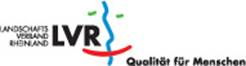 LANDSCHAFTS
VERBAND
RHEINLAND
LVR
Qualität für Menschen